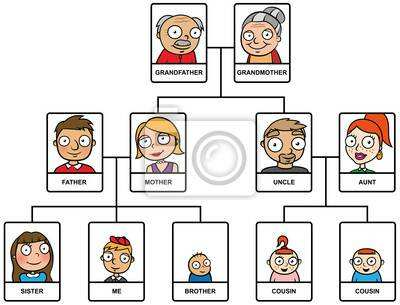 GRANDFATHER
GRANDMOTHER
FATHER
MOTHER
UNCLE
AUNT
SISTER
ME
BROTHER
COUSIN
COUSIN